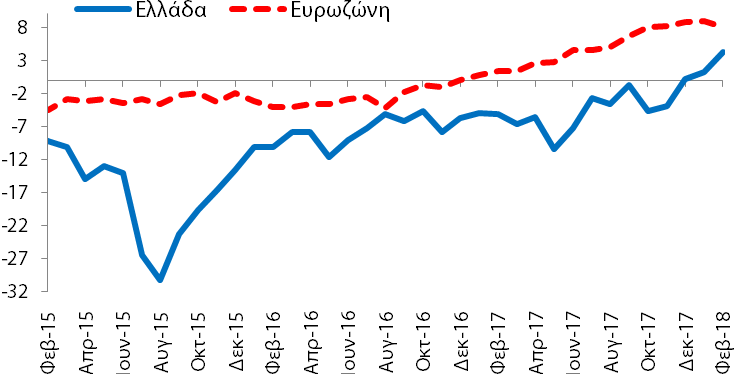 Ελλάδα Ευρωζώνη
8
3
-2
-7
-12
-17
-22
-27
-32
Φεβ-15
Απρ-15
Ιουν-15
Αυγ-15
Οκτ-15
Δεκ-15
Φεβ-16
Απρ-16
Ιουν-16
Αυγ-16
Οκτ-16
Δεκ-16
Φεβ-17
Απρ-17
Ιουν-17
Αυγ-17
Οκτ-17
Δεκ-17
Φεβ-18